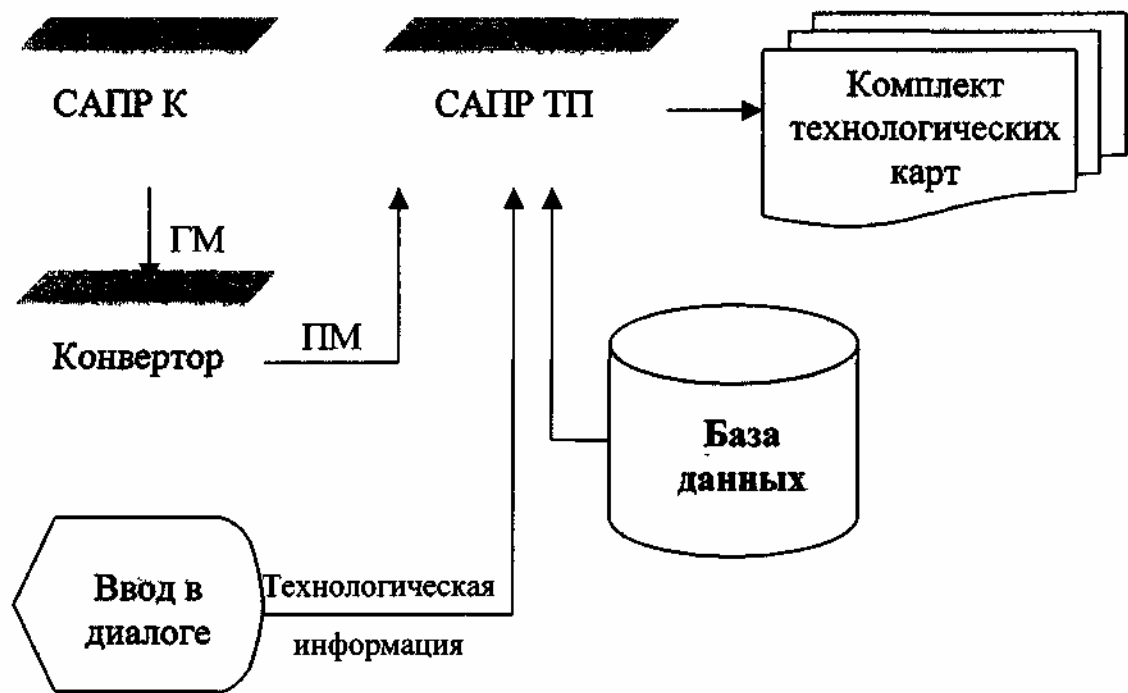 САПР К
САПР ТП
Комплект
технологических
карт
ГМ
Конвертор
ПМ
База
данных
Ввод в
диалоге
Технологическая
информация